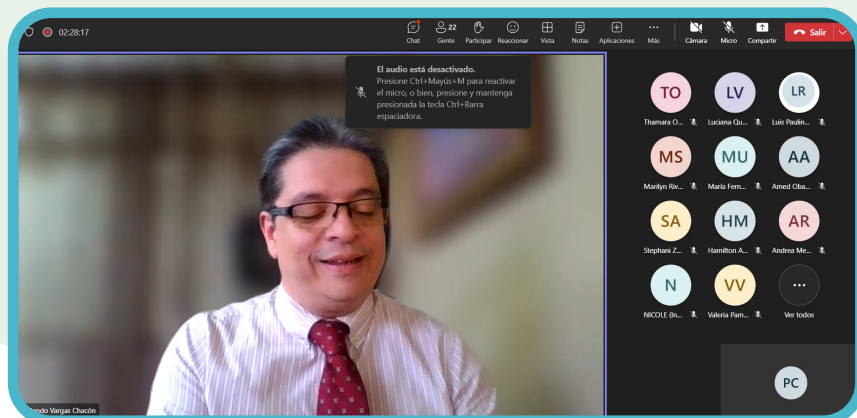 02:28:17
22
Chat Gente Participar Reaccionar Vista Notas Aplicaciones Más Cámara Micro Compartir Salir
El audio está desactivado.
Presione Ctrl+Mayús+M para reactivar
el micro, o bien, presione y mantenga
presionada la tecla Ctrl+Barra
espaciadora.
TO LV LR
Thamara O... Luciana Qu... Luis Paulin...
MS MU AA
Marilyn Riv... María Fern... Amed Oba...
SA HM AR
Stephani Z... Hamilton A... Andrea Me...
N VV ...
NICOLE (In... Valeria Pam... Ver todos
PC
Vargas Chacón